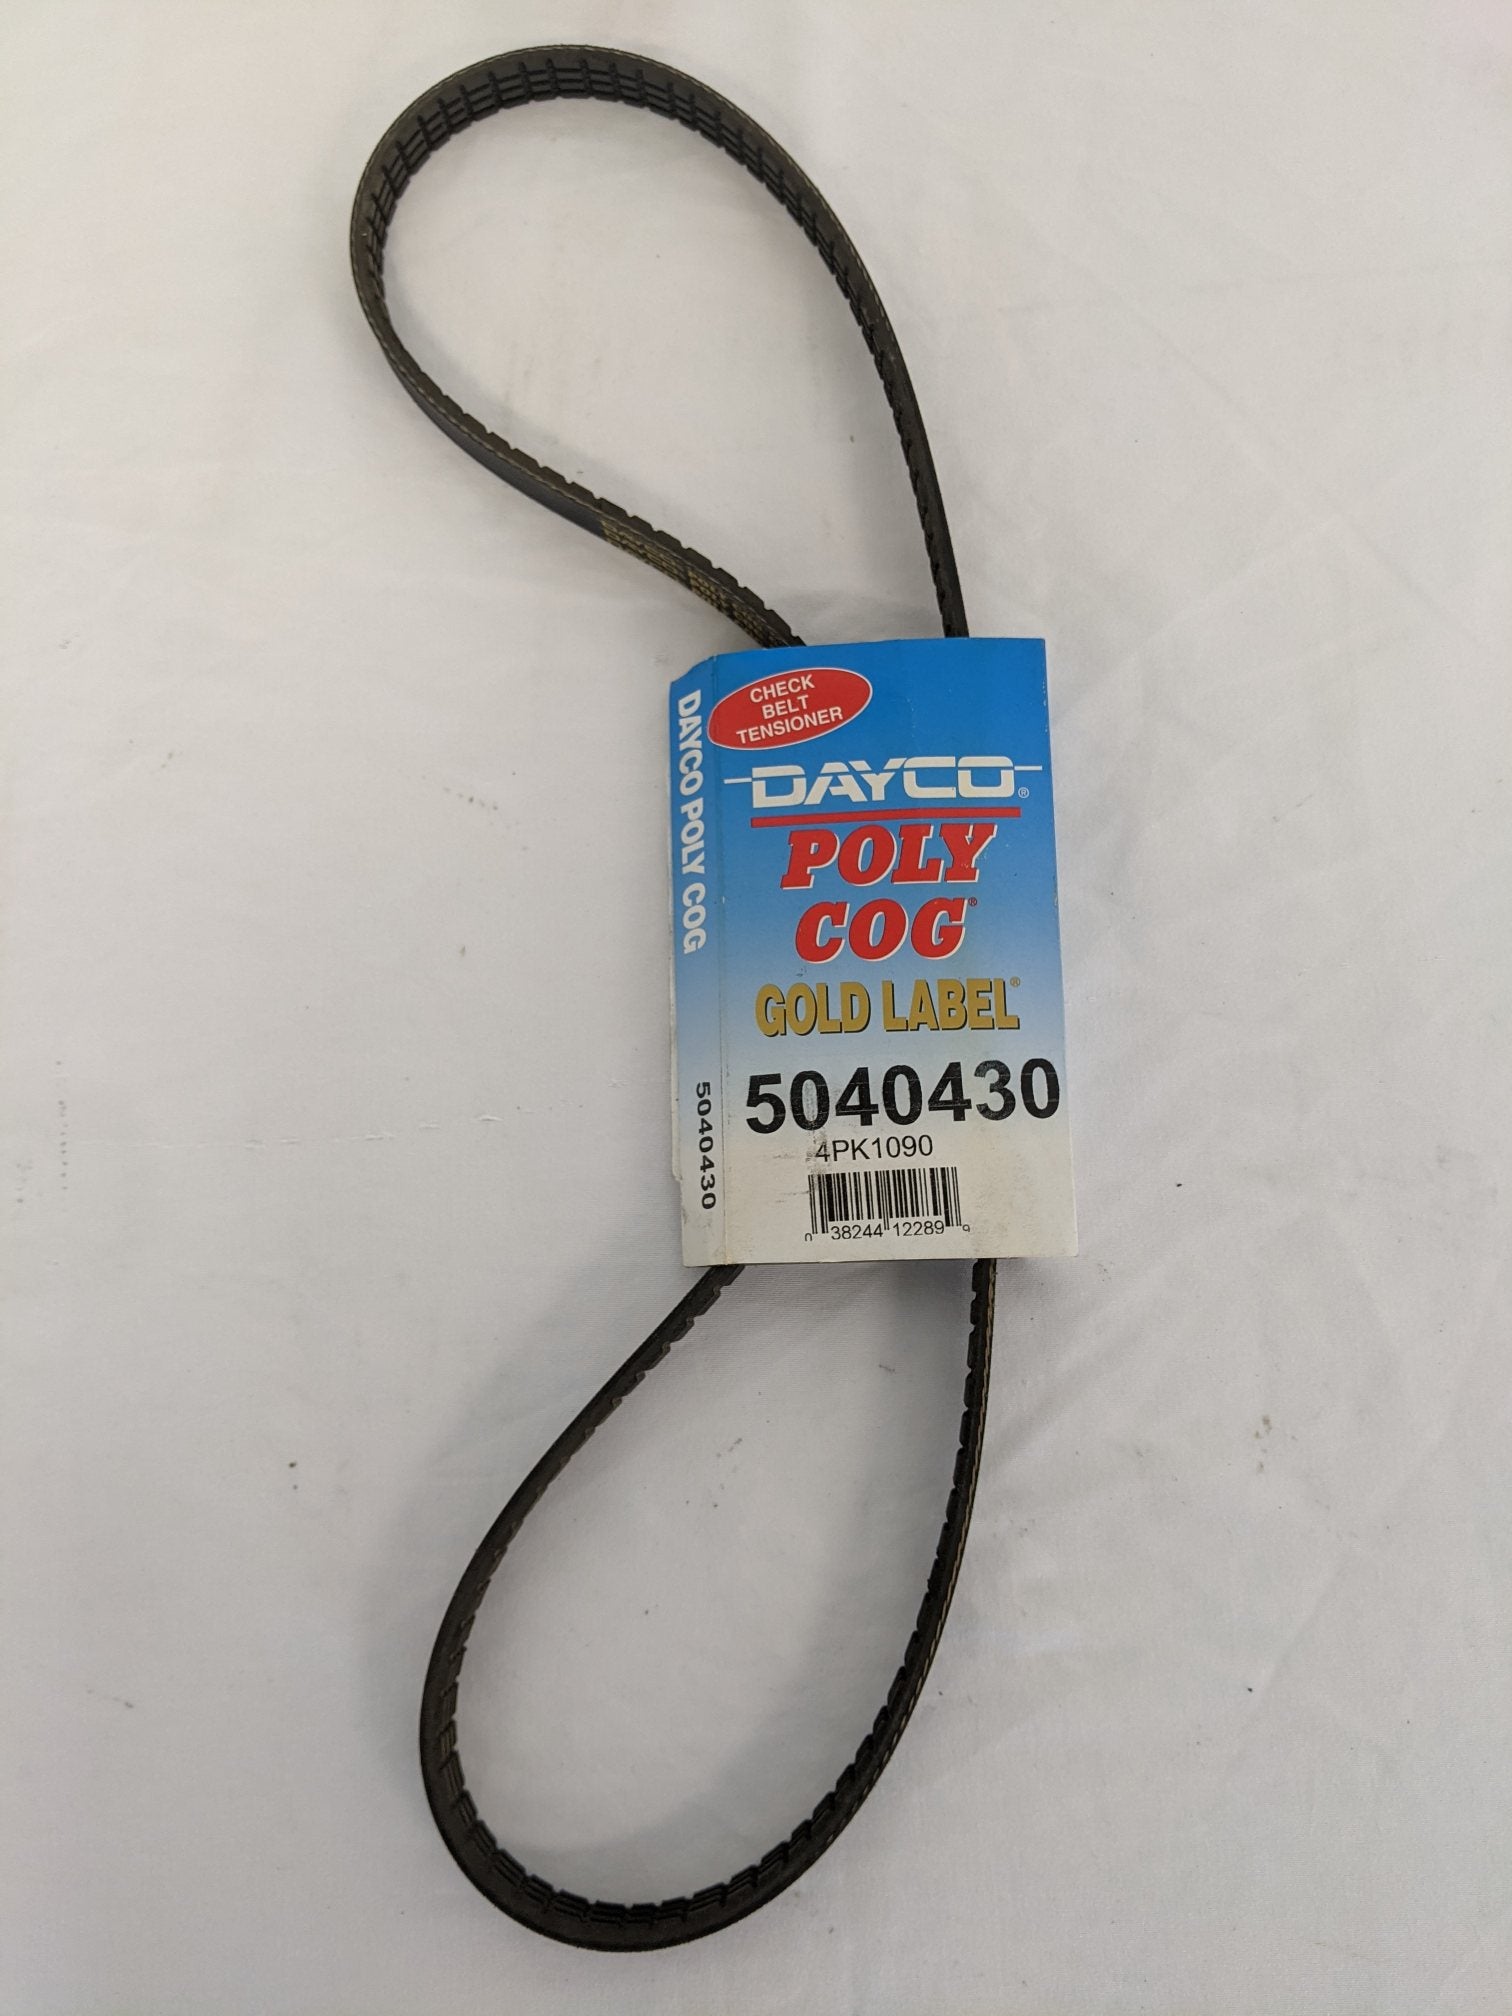 CHECK
BELT
TENSIONER
DAYCO®
POLY
COG®
GOLD LABEL®
5040430
4PK1090
0 38244 12289 9
DAYCO POLY COG 5040430